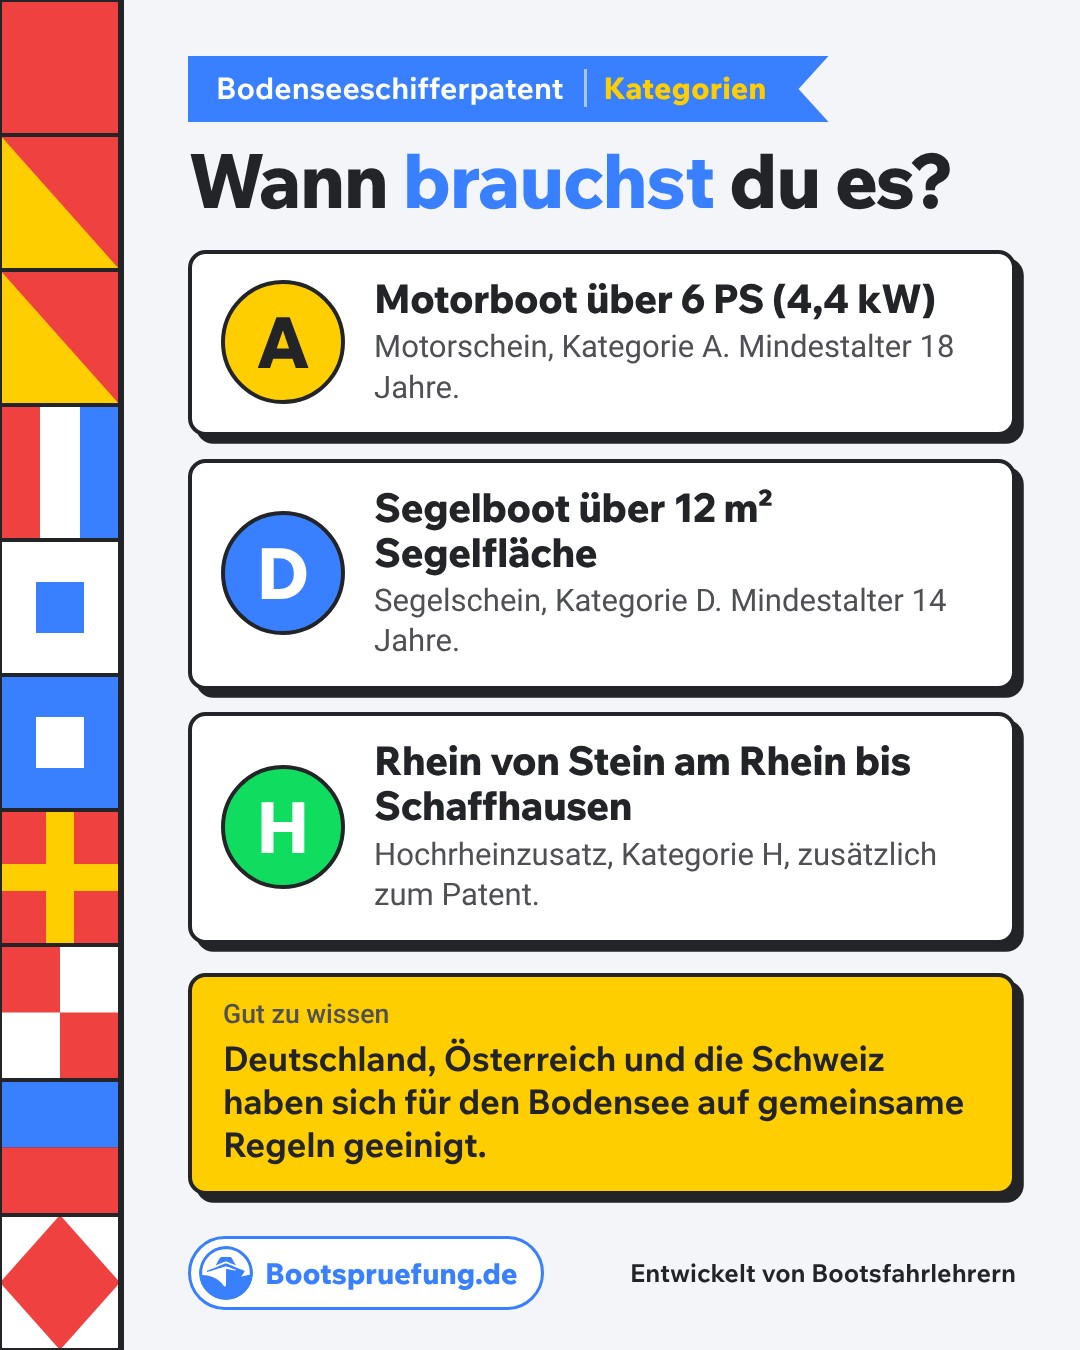 Bodenseeschifferpatent | Kategorien
Wann brauchst du es?
A
Motorboot über 6 PS (4,4 kW)
Motorschein, Kategorie A. Mindestalter 18
Jahre.
D
Segelboot über 12 m²
Segelfläche
Segelschein, Kategorie D. Mindestalter 14
Jahre.
H
Rhein von Stein am Rhein bis
Schaffhausen
Hochrheinzusatz, Kategorie H, zusätzlich
zum Patent.
Gut zu wissen
Deutschland, Österreich und die Schweiz
haben sich für den Bodensee auf gemeinsame
Regeln geeinigt.
Bootspruefung.de
Entwickelt von Bootsfahrlehrern